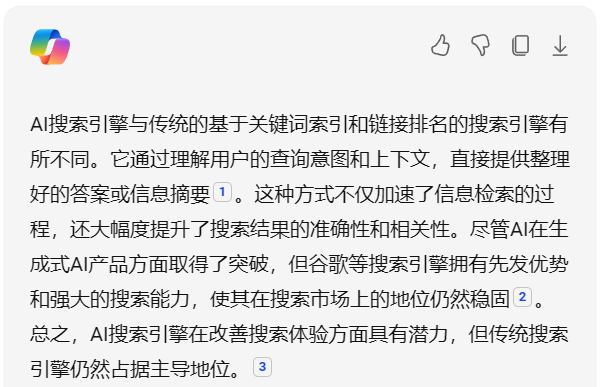 AI搜索引擎与传统的基于关键词索引和链接排名的搜索引擎有
所不同。它通过理解用户的查询意图和上下文，直接提供整理
好的答案或信息摘要 1 。这种方式不仅加速了信息检索的过
程，还大幅度提升了搜索结果的准确性和相关性。尽管AI在生
成式AI产品方面取得了突破，但谷歌等搜索引擎拥有先发优势
和强大的搜索能力，使其在搜索市场上的地位仍然稳固 2 。
总之，AI搜索引擎在改善搜索体验方面具有潜力，但传统搜索
引擎仍然占据主导地位。 3